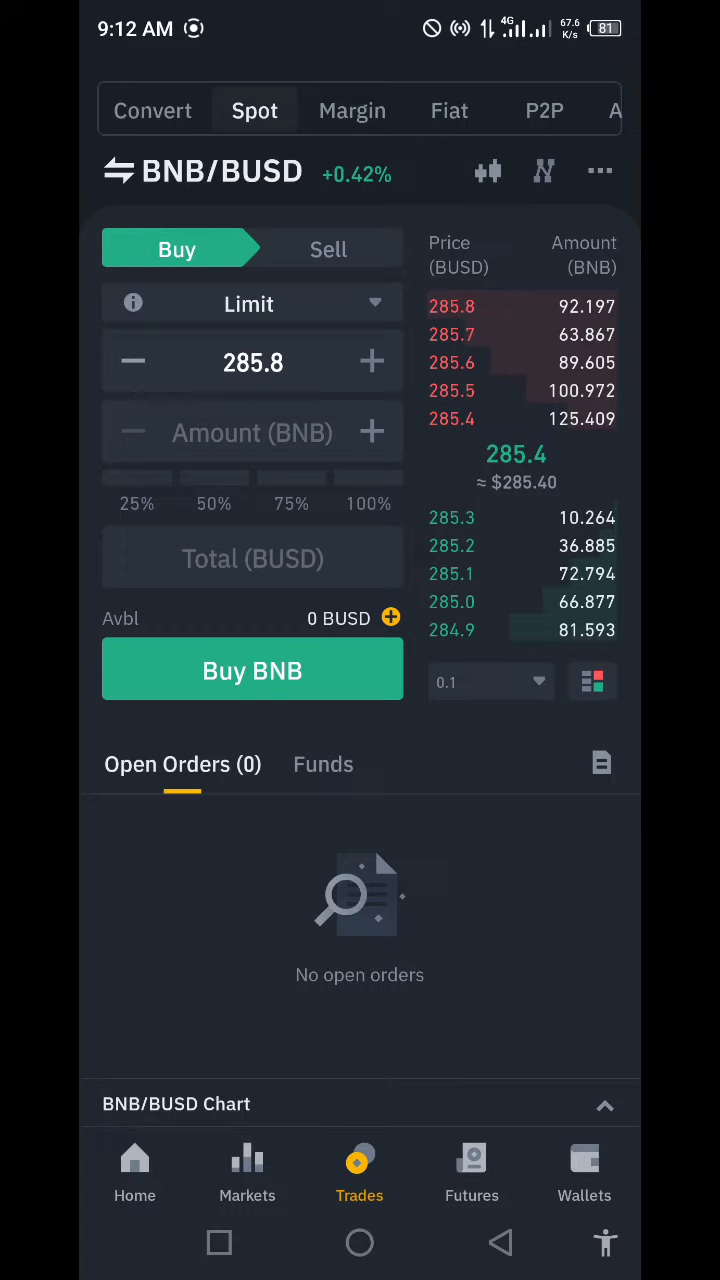 9:12 AM 4G 67.6 K/s 81
Convert Spot Margin Fiat P2P A
BNB/BUSD +0.42%
Buy Sell
Limit
285.8
Amount (BNB)
25% 50% 75% 100%
Total (BUSD)
Avbl 0 BUSD
Buy BNB
Price (BUSD) Amount (BNB)
285.8 92.197
285.7 63.867
285.6 89.605
285.5 100.972
285.4 125.409
285.4
≈ $285.40
285.3 10.264
285.2 36.885
285.1 72.794
285.0 66.877
284.9 81.593
0.1
Open Orders (0) Funds
No open orders
BNB/BUSD Chart
Home Markets Trades Futures Wallets